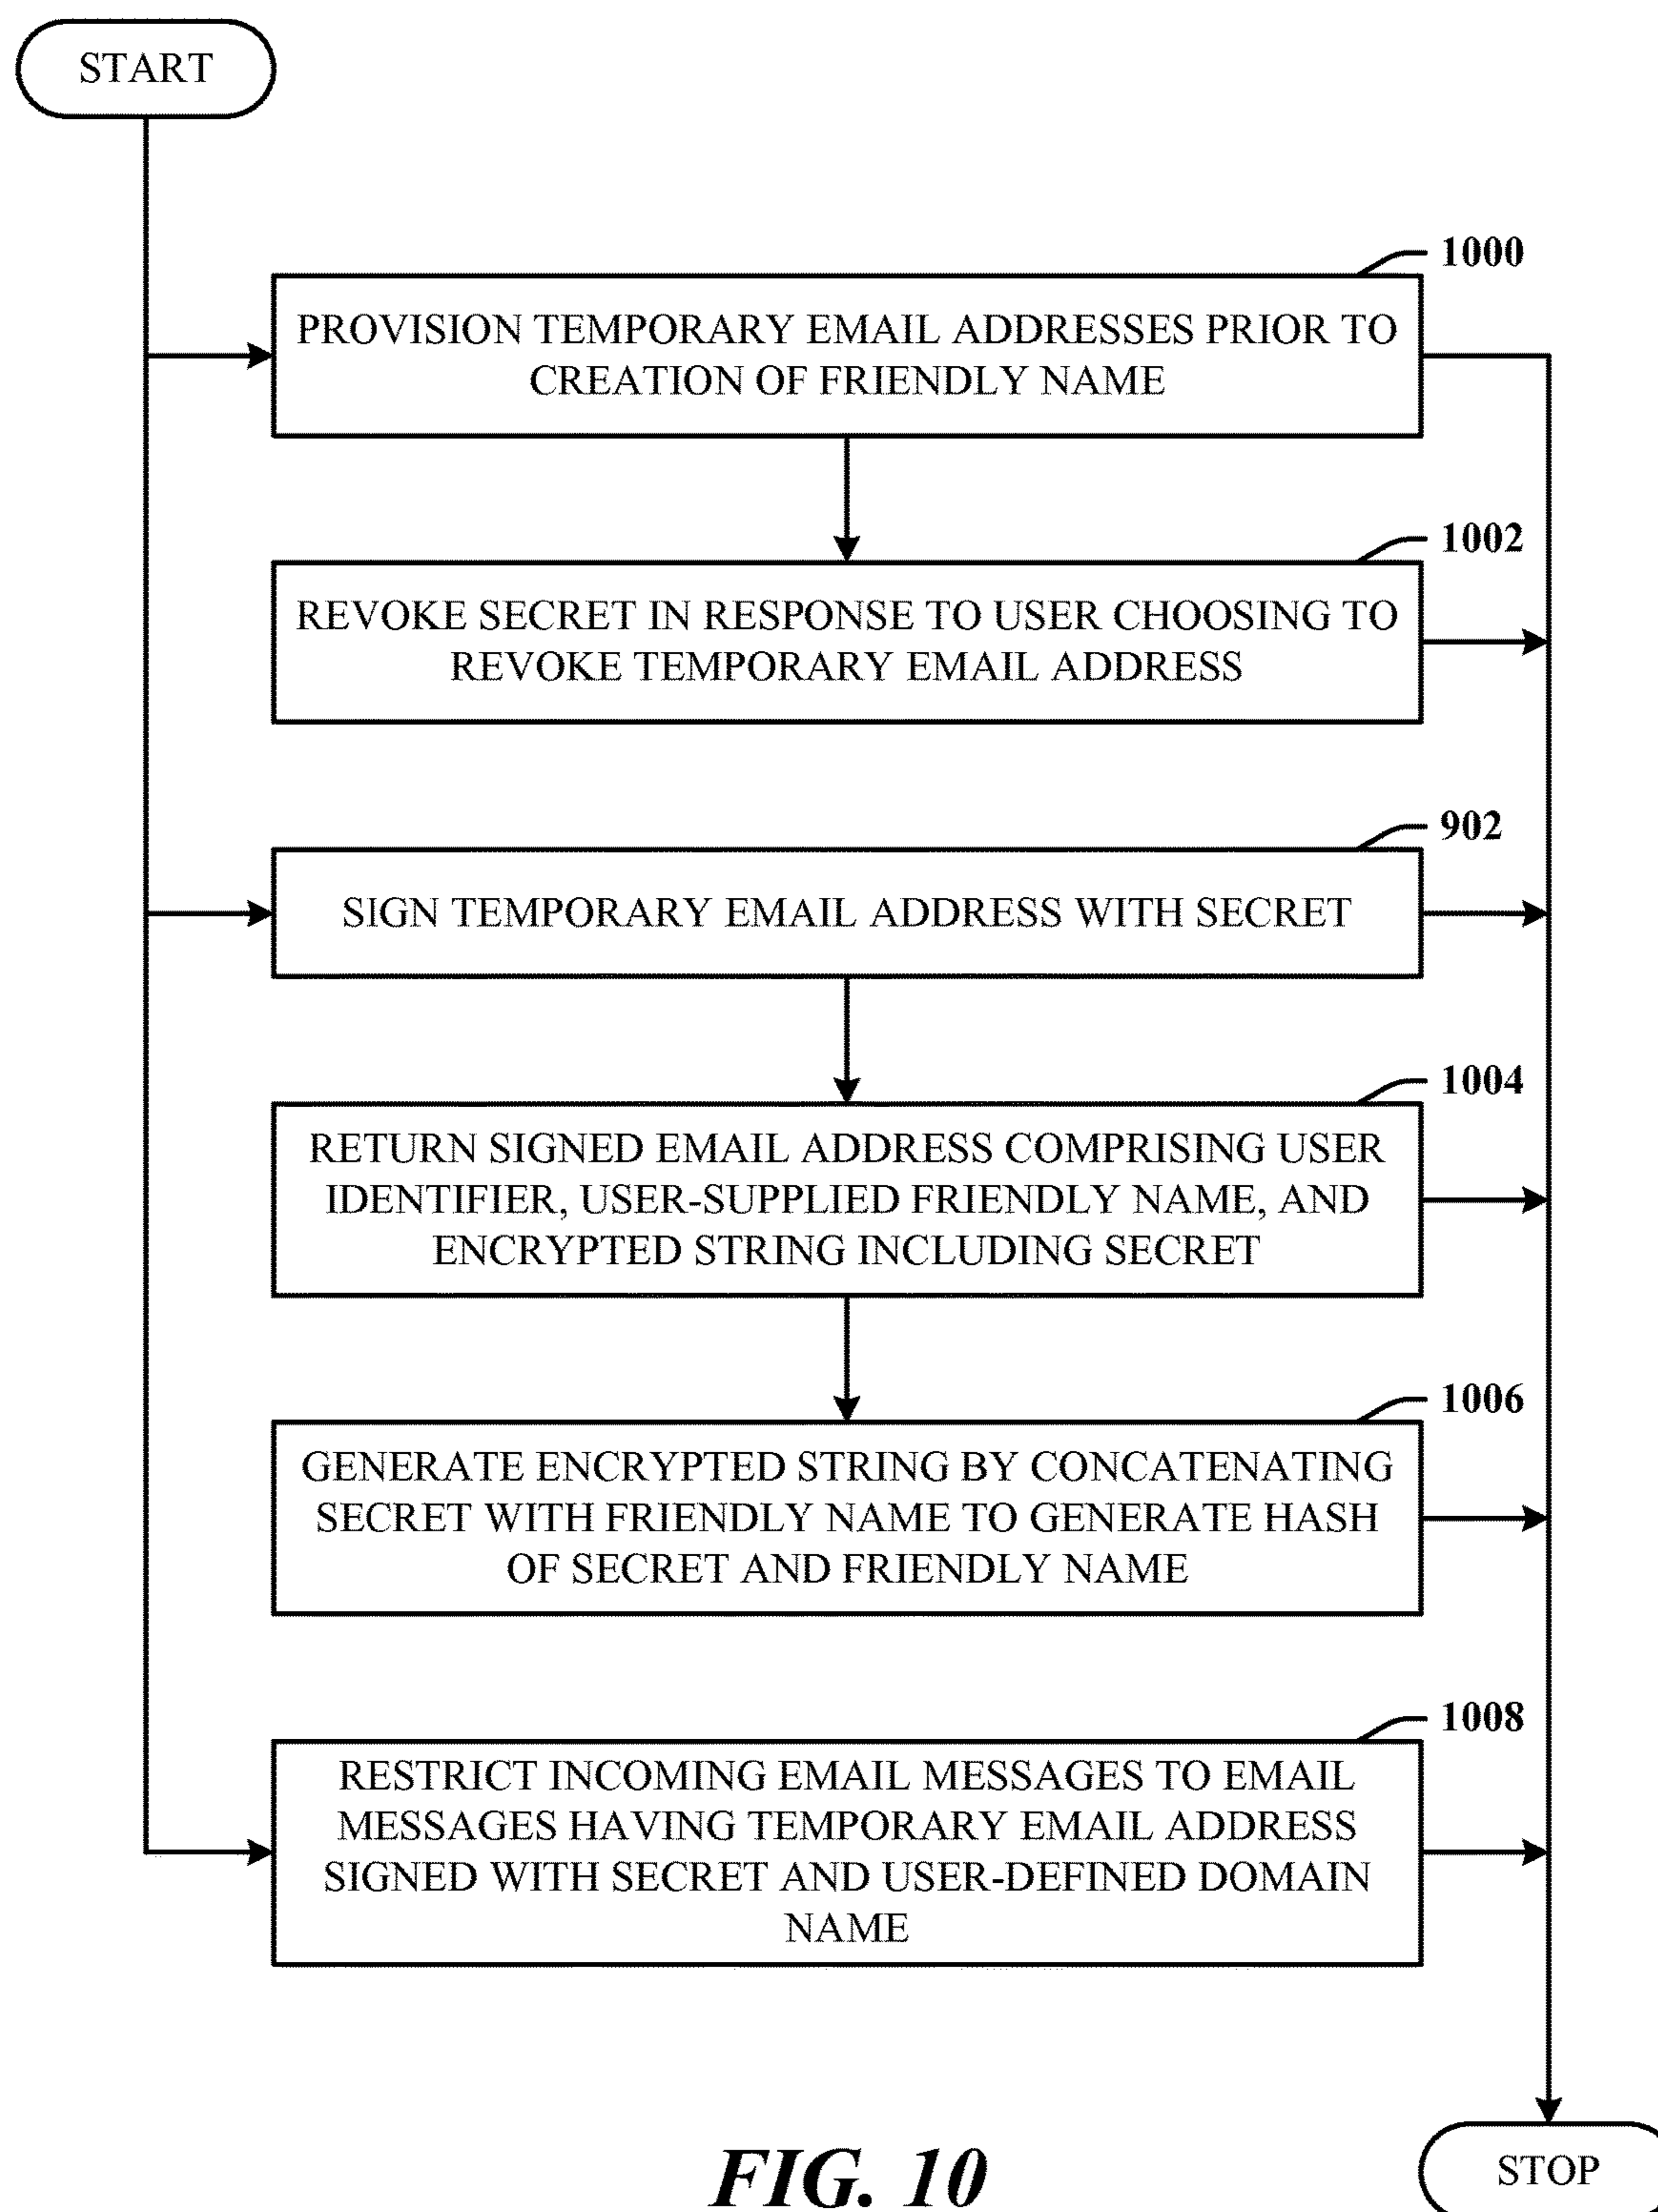 START
1000
PROVISION TEMPORARY EMAIL ADDRESSES PRIOR TO
CREATION OF FRIENDLY NAME
1002
REVOKE SECRET IN RESPONSE TO USER CHOOSING TO
REVOKE TEMPORARY EMAIL ADDRESS
902
SIGN TEMPORARY EMAIL ADDRESS WITH SECRET
1004
RETURN SIGNED EMAIL ADDRESS COMPRISING USER
IDENTIFIER, USER-SUPPLIED FRIENDLY NAME, AND
ENCRYPTED STRING INCLUDING SECRET
1006
GENERATE ENCRYPTED STRING BY CONCATENATING
SECRET WITH FRIENDLY NAME TO GENERATE HASH
OF SECRET AND FRIENDLY NAME
1008
RESTRICT INCOMING EMAIL MESSAGES TO EMAIL
MESSAGES HAVING TEMPORARY EMAIL ADDRESS
SIGNED WITH SECRET AND USER-DEFINED DOMAIN
NAME
STOP
FIG. 10